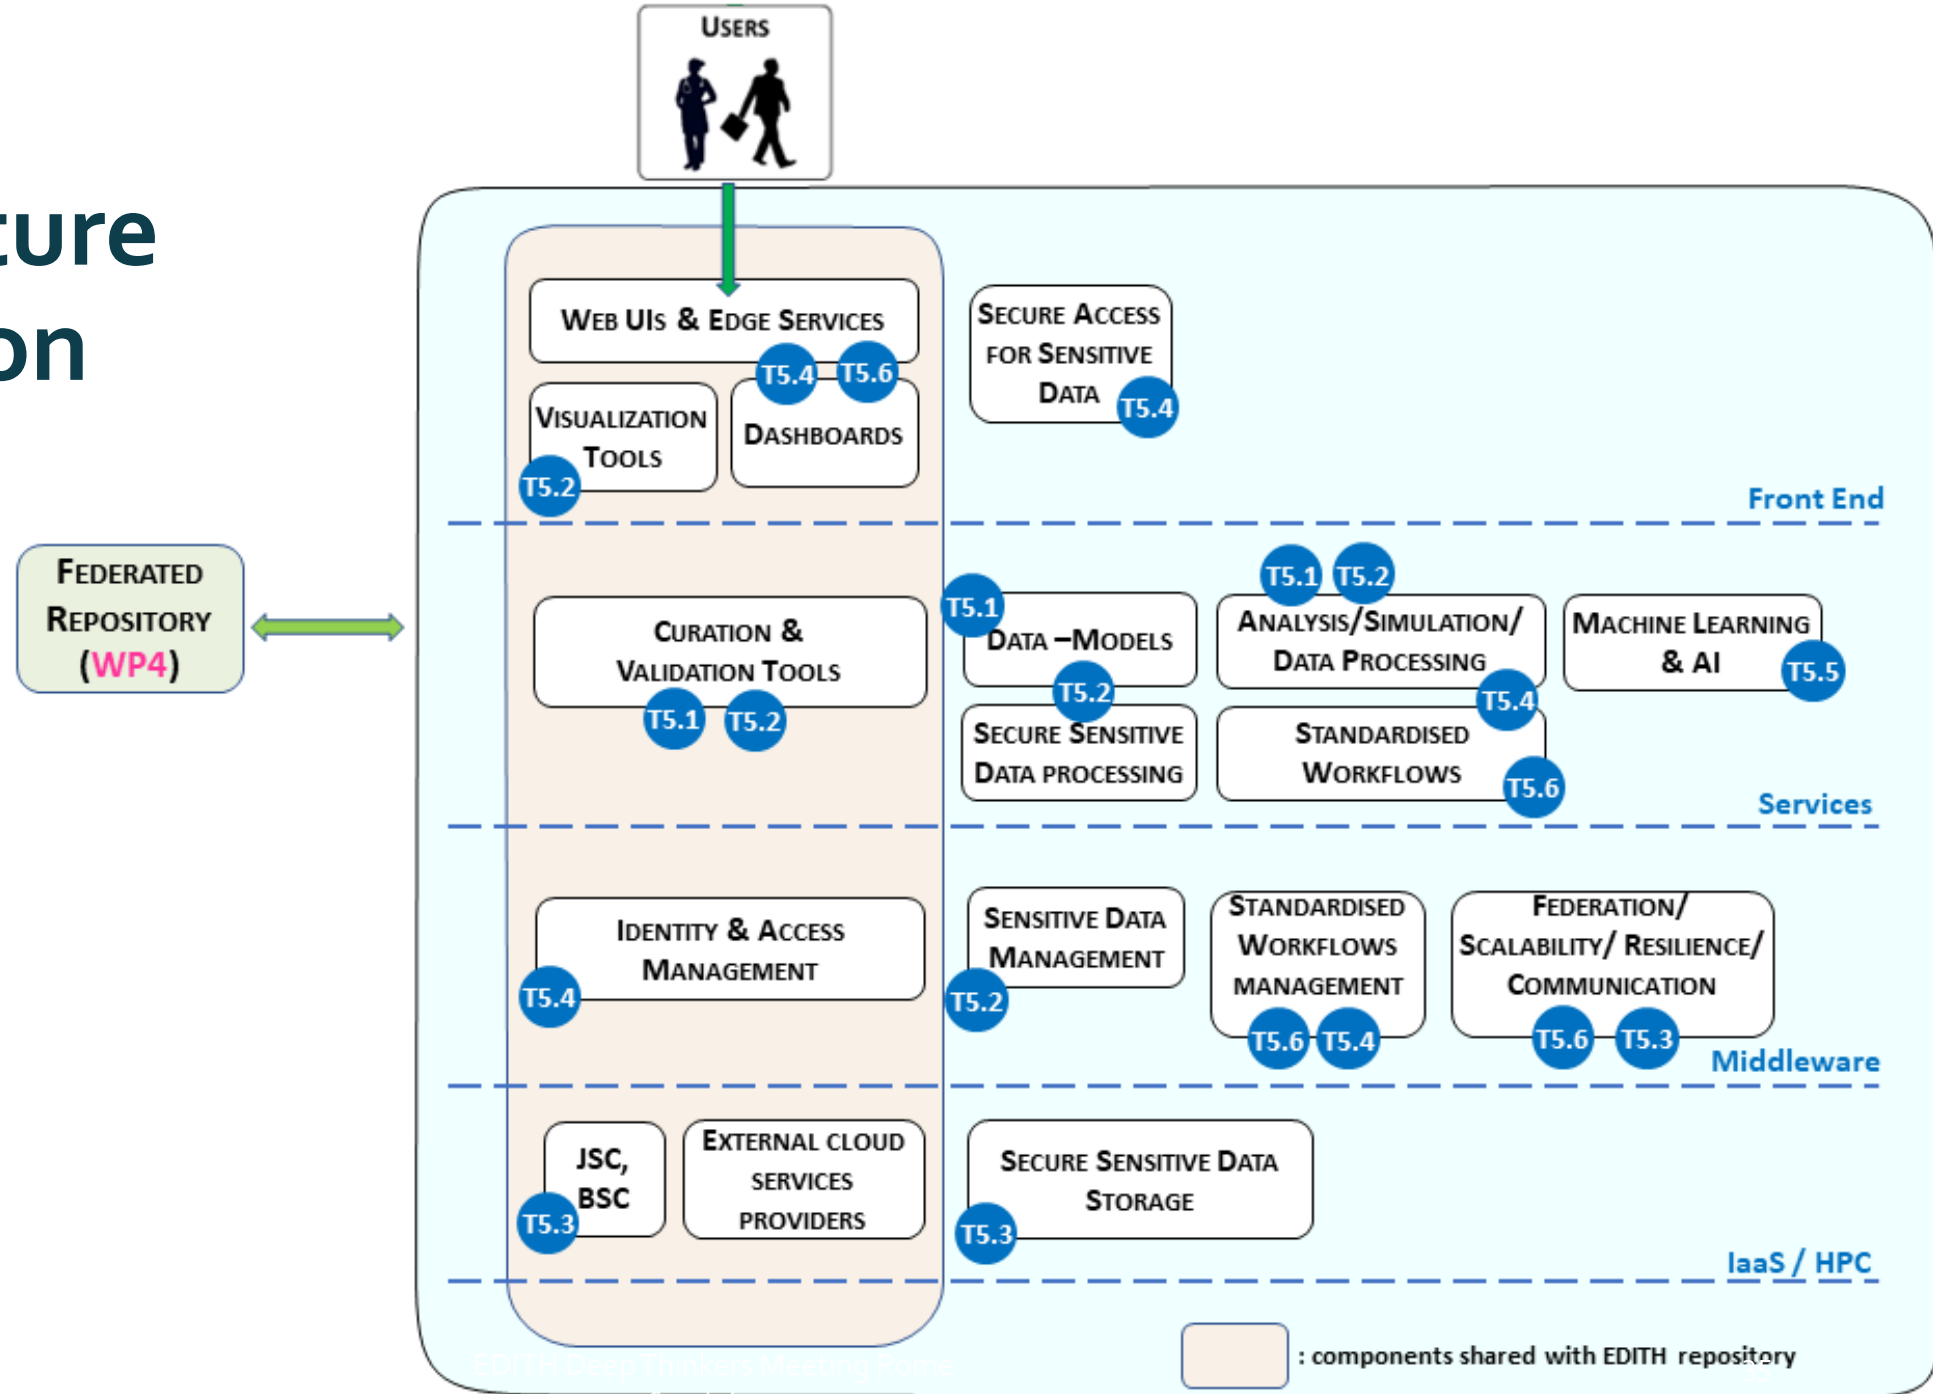 USERS
ture
on
WEB UIS & EDGE SERVICES
T5.4
T5.6
VISUALIZATION
TOOLS
T5.2
DASHBOARDS
SECURE ACCESS
FOR SENSITIVE
DATA
T5.4
Front End
FEDERATED
REPOSITORY
(WP4)
CURATION &
VALIDATION TOOLS
T5.1
T5.2
T5.1
DATA –MODELS
T5.2
SECURE SENSITIVE
DATA PROCESSING
T5.1
T5.2
ANALYSIS/SIMULATION/
DATA PROCESSING
T5.4
STANDARDISED
WORKFLOWS
T5.6
MACHINE LEARNING
& AI
T5.5
Services
IDENTITY & ACCESS
MANAGEMENT
T5.4
SENSITIVE DATA
MANAGEMENT
T5.2
STANDARDISED
WORKFLOWS
MANAGEMENT
T5.6
T5.4
FEDERATION/
SCALABILITY/ RESILIENCE/
COMMUNICATION
T5.6
T5.3
Middleware
JSC,
BSC
T5.3
EXTERNAL CLOUD
SERVICES
PROVIDERS
SECURE SENSITIVE DATA
STORAGE
T5.3
IaaS / HPC
: components shared with EDITH repository
EDITH Deep Thinkers Meeting Rome